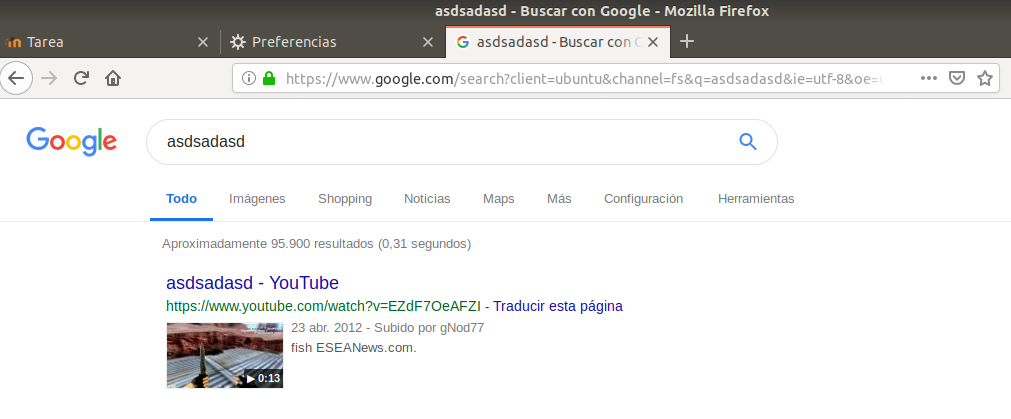 asdsadasd - Buscar con Google - Mozilla Firefox
Tarea Preferencias asdsadasd - Buscar con
https://www.google.com/search?client=ubuntu&channel=fs&q=asdsadasd&ie=utf-8&oe=
Google asdsadasd
Todo Imágenes Shopping Noticias Maps Más Configuración Herramientas
Aproximadamente 95.900 resultados (0,31 segundos)
asdsadasd - YouTube
https://www.youtube.com/watch?v=EZdF7OeAFZI - Traducir esta página
23 abr. 2012 - Subido por gNod77
fish ESEANews.com.
0:13